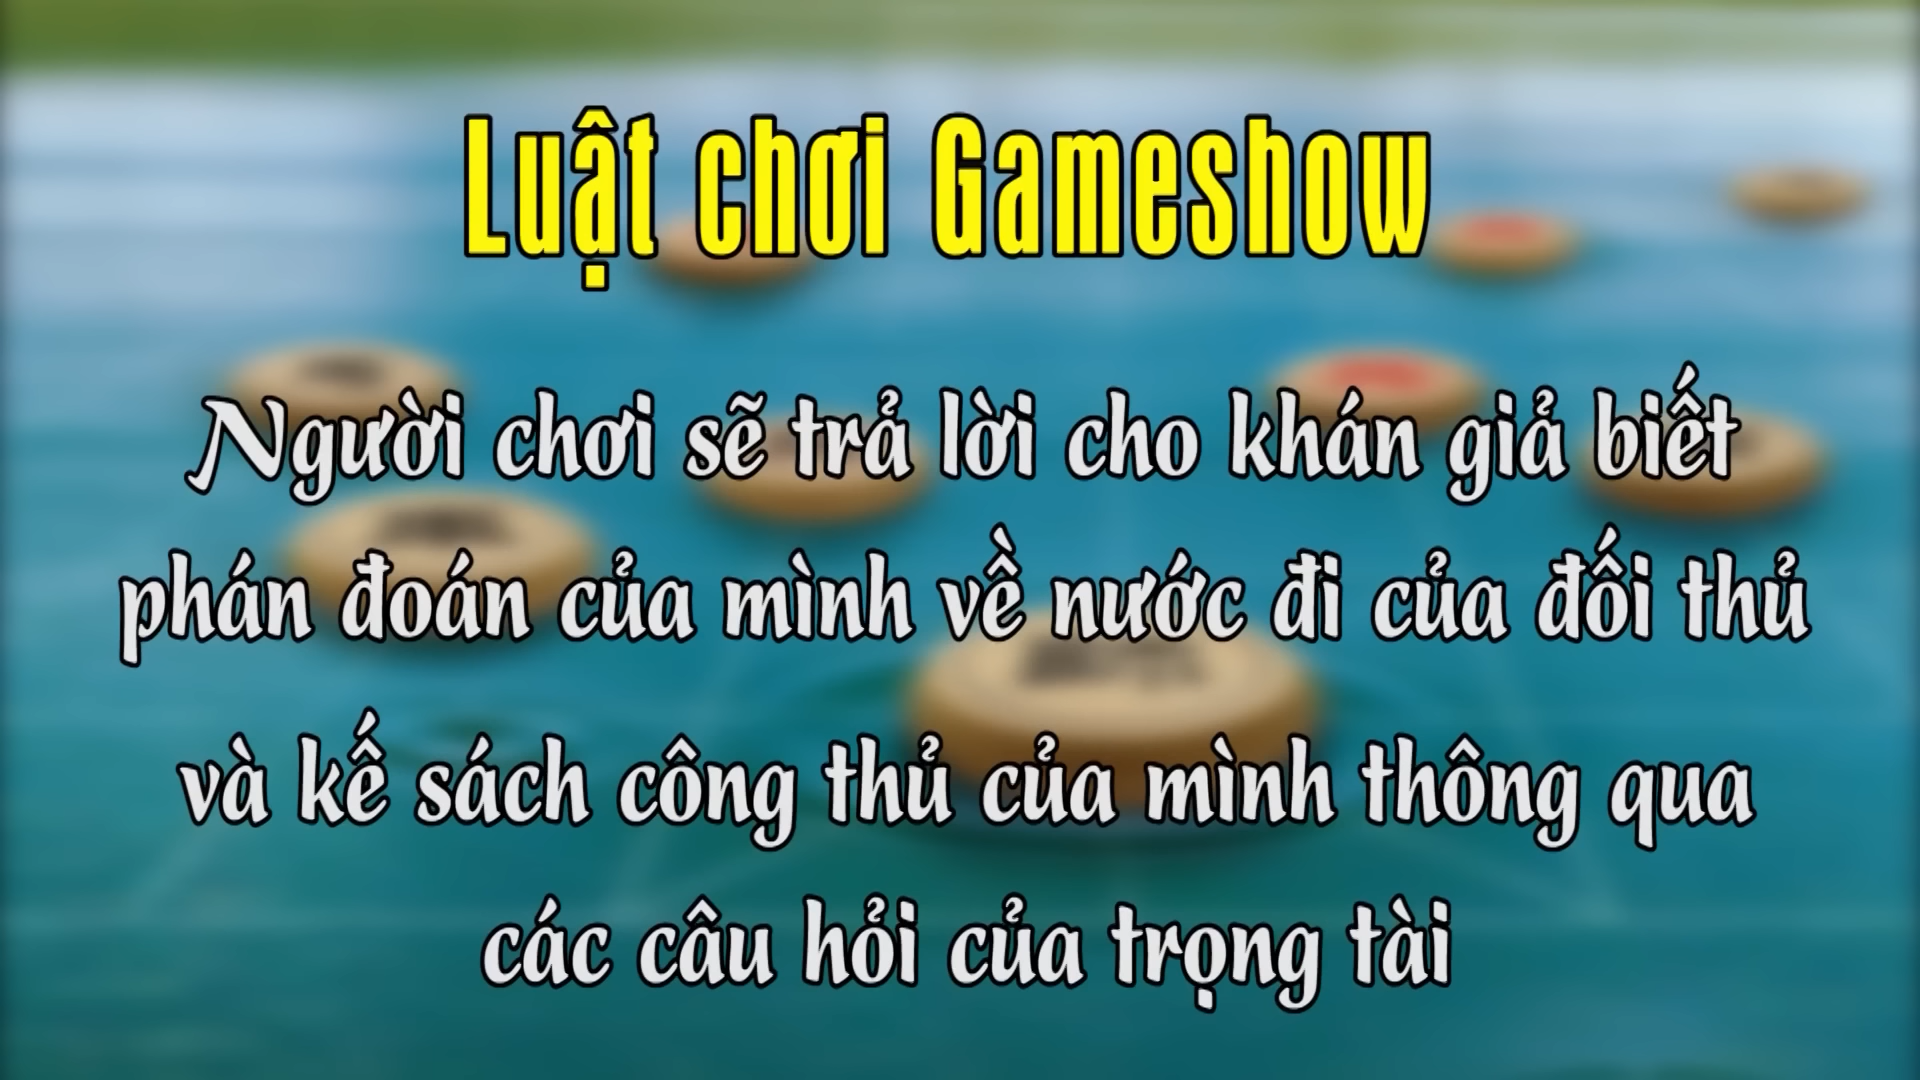 Luật chơi Gameshow
Người chơi sẽ trả lời cho khán giả biết
phán đoán của mình về nước đi của đối thủ
và kế sách công thủ của mình thông qua
các câu hỏi của trọng tài